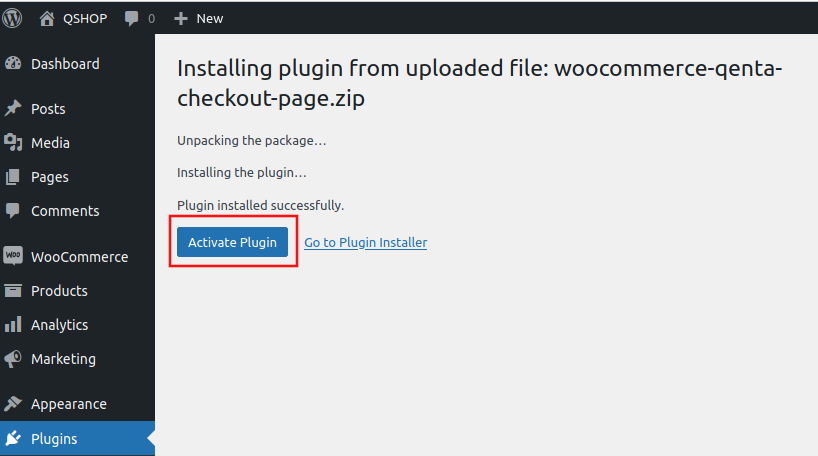 QSHOP 0 New
Dashboard
Posts
Media
Pages
Comments
WOO WooCommerce
Products
Analytics
Marketing
Appearance
Plugins
Installing plugin from uploaded file: woocommerce-qenta-
checkout-page.zip
Unpacking the package…
Installing the plugin…
Plugin installed successfully.
Activate Plugin Go to Plugin Installer